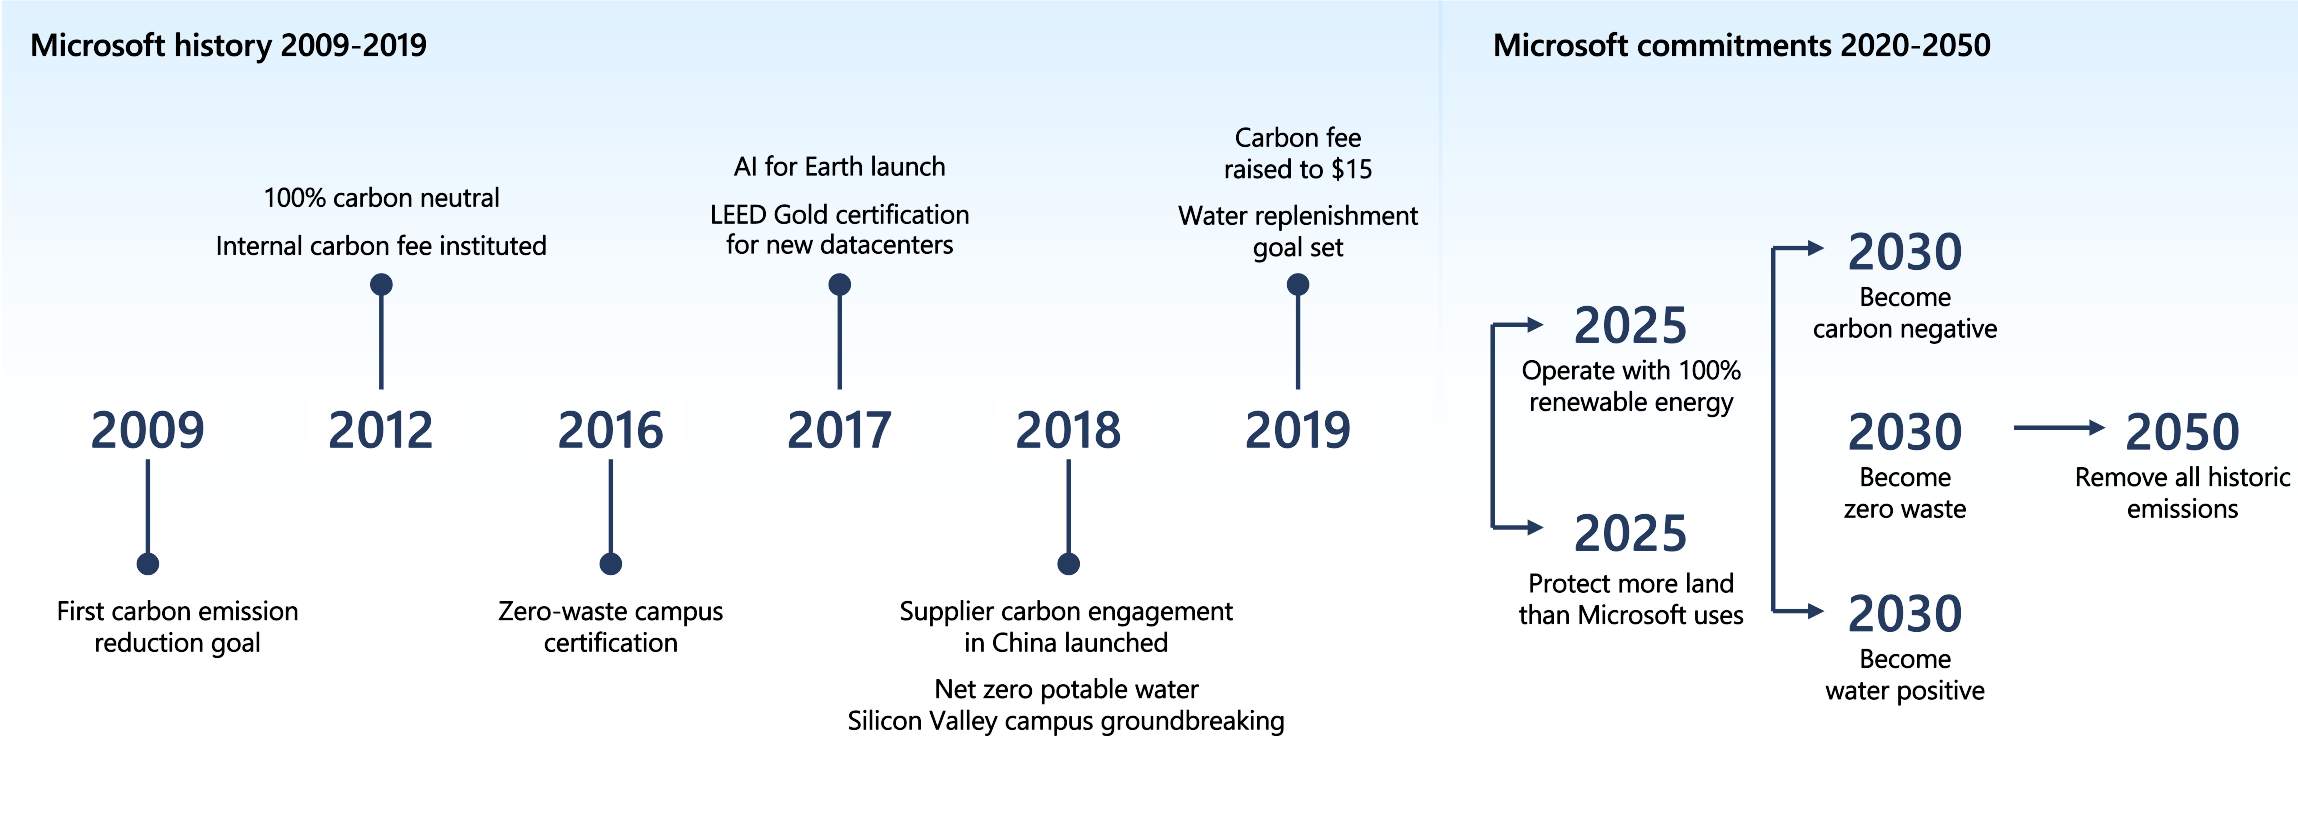 Microsoft history 2009-2019
100% carbon neutral
Internal carbon fee instituted
AI for Earth launch
LEED Gold certification
for new datacenters
Carbon fee
raised to $15
Water replenishment
goal set
2009
2012
2016
2017
2018
2019
First carbon emission
reduction goal
Zero-waste campus
certification
Supplier carbon engagement
in China launched
Net zero potable water
Silicon Valley campus groundbreaking
Microsoft commitments 2020-2050
2025
Operate with 100%
renewable energy
2025
Protect more land
than Microsoft uses
2030
Become
carbon negative
2030
Become
zero waste
2030
Become
water positive
2050
Remove all historic
emissions